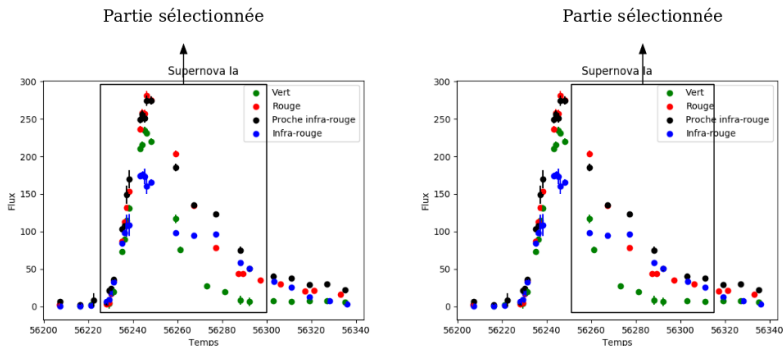 Partie sélectionnée
Supernova Ia
Flux
300
250
200
150
100
50
0
Vert
Rouge
Proche infra-rouge
Infra-rouge
56200 56220 56240 56260 56280 56300 56320 56340
Temps
Partie sélectionnée
Supernova Ia
Flux
300
250
200
150
100
50
0
Vert
Rouge
Proche infra-rouge
Infra-rouge
56200 56220 56240 56260 56280 56300 56320 56340
Temps